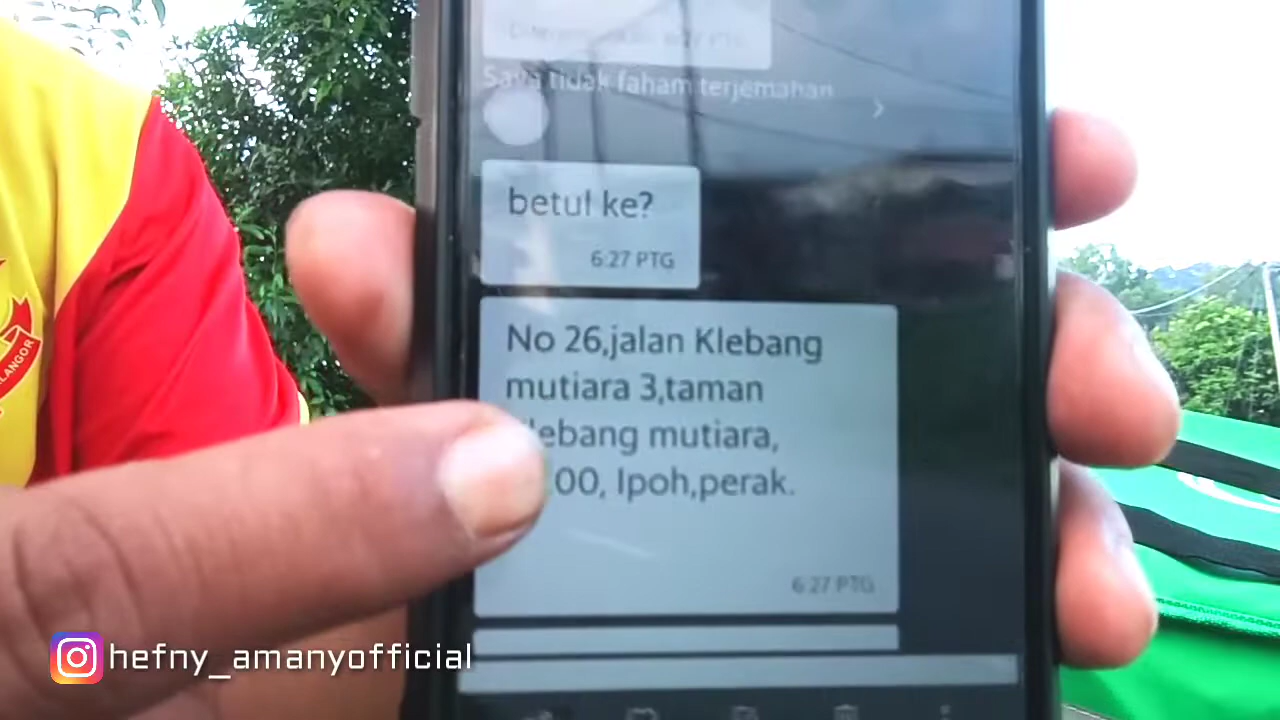 Saya tidak faham terjemahan
betul ke?
6:27 PTG
No 26,jalan Klebang
mutiara 3,taman
lebang mutiara,
00, Ipoh,perak.
6:27 PTG
hefny_amanyofficial